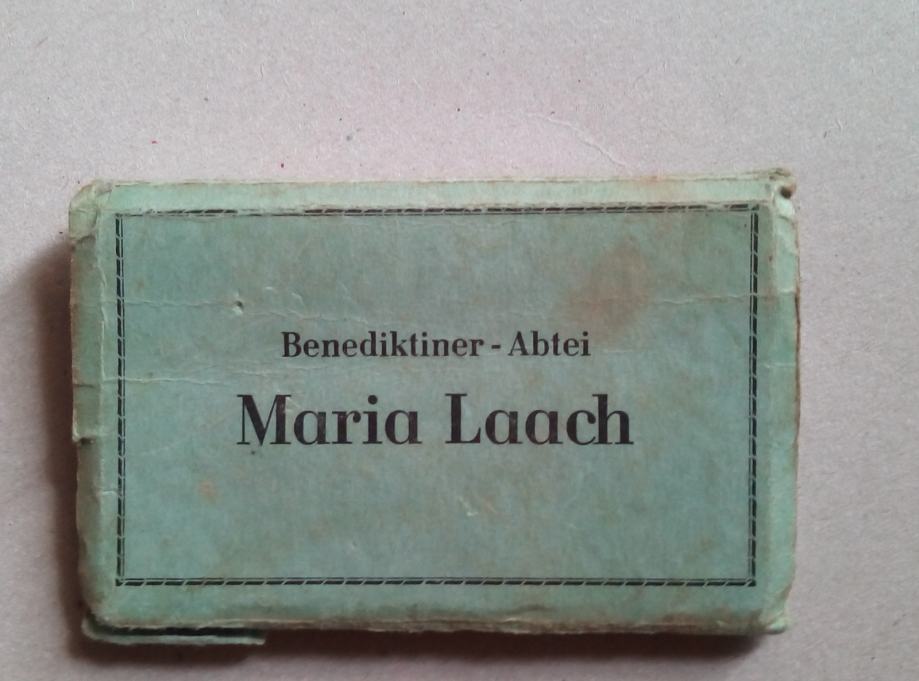 Benediktiner - Abtei
Maria Laach